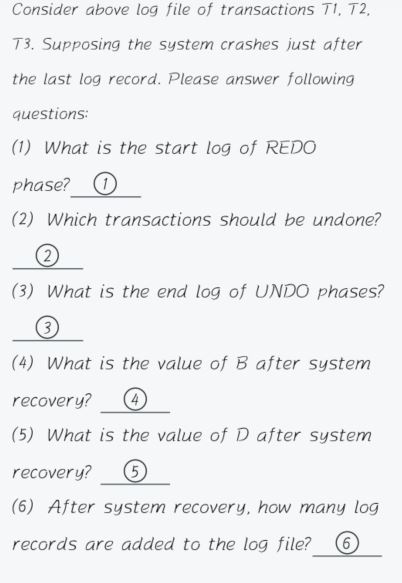 Consider above log file of transactions T1, T2,
T3. Supposing the system crashes just after
the last log record. Please answer following
questions:
(1) What is the start log of REDO
phase? ①
(2) Which transactions should be undone?
②
(3) What is the end log of UNDO phases?
③
(4) What is the value of B after system
recovery? ④
(5) What is the value of D after system
recovery? ⑤
(6) After system recovery, how many log
records are added to the log file? ⑥